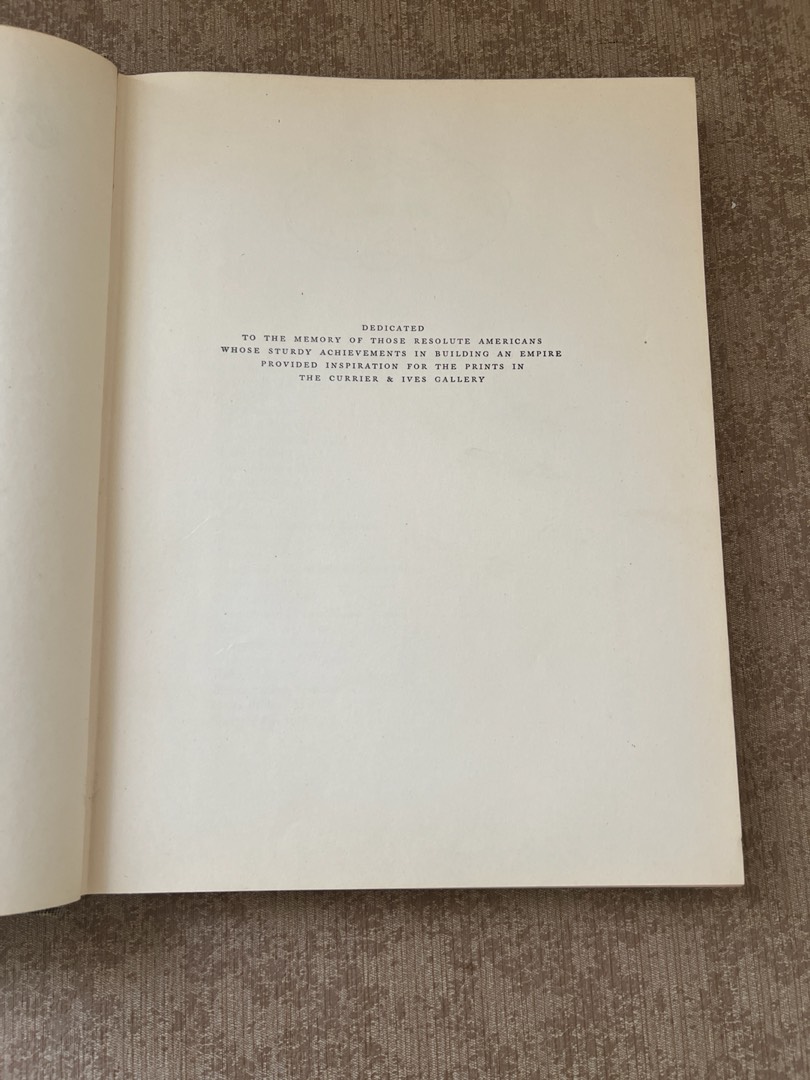 DEDICATED
TO THE MEMORY OF THOSE RESOLUTE AMERICANS
WHOSE STURDY ACHIEVEMENTS IN BUILDING AN EMPIRE
PROVIDED INSPIRATION FOR THE PRINTS IN
THE CURRIER & IVES GALLERY